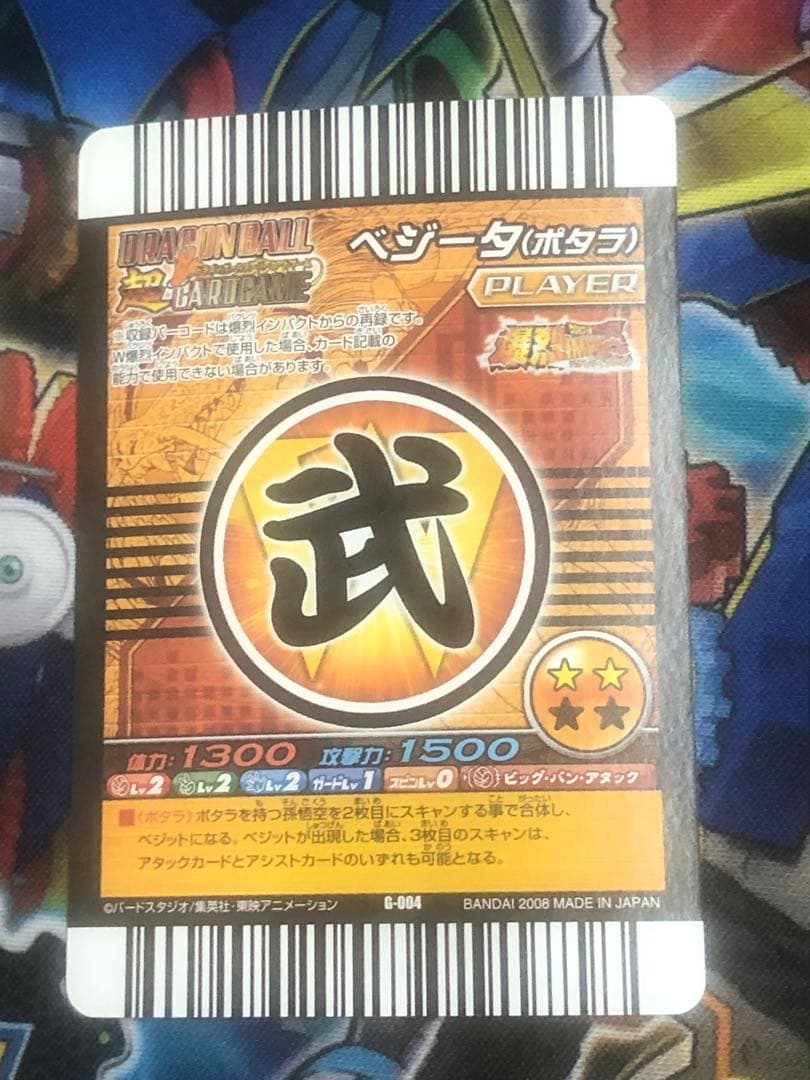 DRAGON BALL
超 CARD GAME
ベジータ(ポタラ)
PLAYER
※収録バーコードは爆烈インパクトからの再録です。
W爆烈インパクトで使用した場合、カード記載の
能力で使用できない場合があります。
爆烈
武
体力:1300 攻撃力:1500
Lv2 Lv2 Lv2 ガードLv1 スピンLv0 ビッグ・バン・アタック
■《ポタラ》ポタラを持つ孫悟空を2枚目にスキャンする事で合体し、
ベジットになる。ベジットが出現した場合、3枚目のスキャンは、
アタックカードとアシストカードのいずれも可能となる。
©バードスタジオ/集英社・東映アニメーション G-004 BANDAI 2008 MADE IN JAPAN